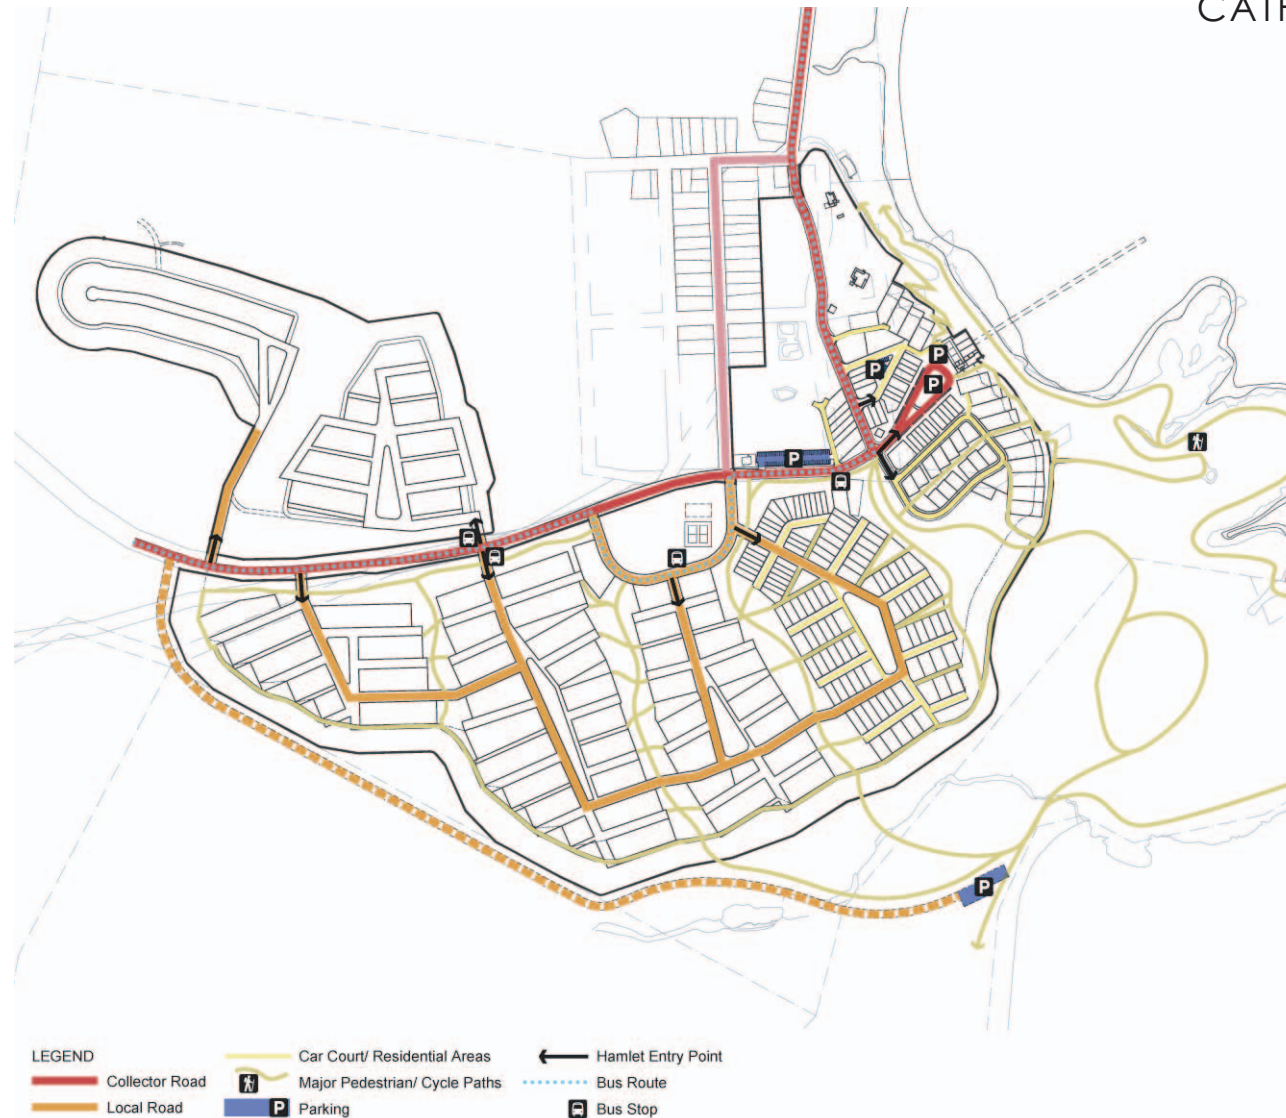 P
P
P
P
P
LEGEND
Collector Road
Local Road
Car Court/ Residential Areas
Major Pedestrian/ Cycle Paths
P Parking
Hamlet Entry Point
Bus Route
Bus Stop